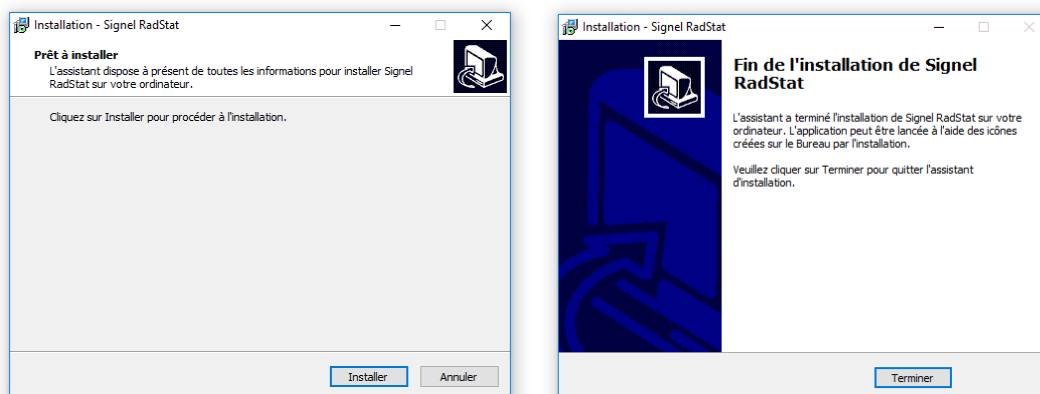 Installation - Signel RadStat
Prêt à installer
L'assistant dispose à présent de toutes les informations pour installer Signel
RadStat sur votre ordinateur.
Cliquez sur Installer pour procéder à l'installation.
Installer
Annuler
Installation - Signel RadStat
Fin de l'installation de Signel
RadStat
L'assistant a terminé l'installation de Signel RadStat sur votre
ordinateur. L'application peut être lancée à l'aide des icônes
créées sur le Bureau par l'installation.
Veuillez cliquer sur Terminer pour quitter l'assistant
d'installation.
Terminer